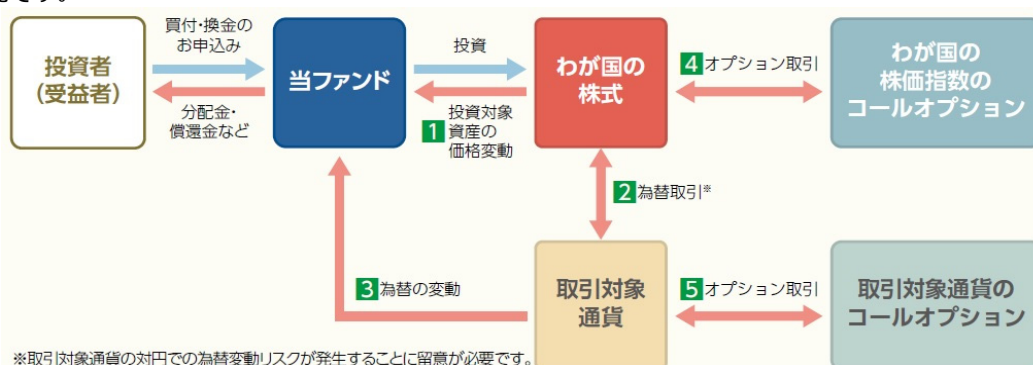 です。
投資者
(受益者)
買付・換金の
お申込み
分配金・
償還金など
当ファンド
投資
1 投資対象
資産の
価格変動
わが国の
株式
4 オプション取引
わが国の
株価指数の
コールオプション
2 為替取引※
3 為替の変動
取引対象
通貨
5 オプション取引
取引対象通貨の
コールオプション
※取引対象通貨の対円での為替変動リスクが発生することに留意が必要です。